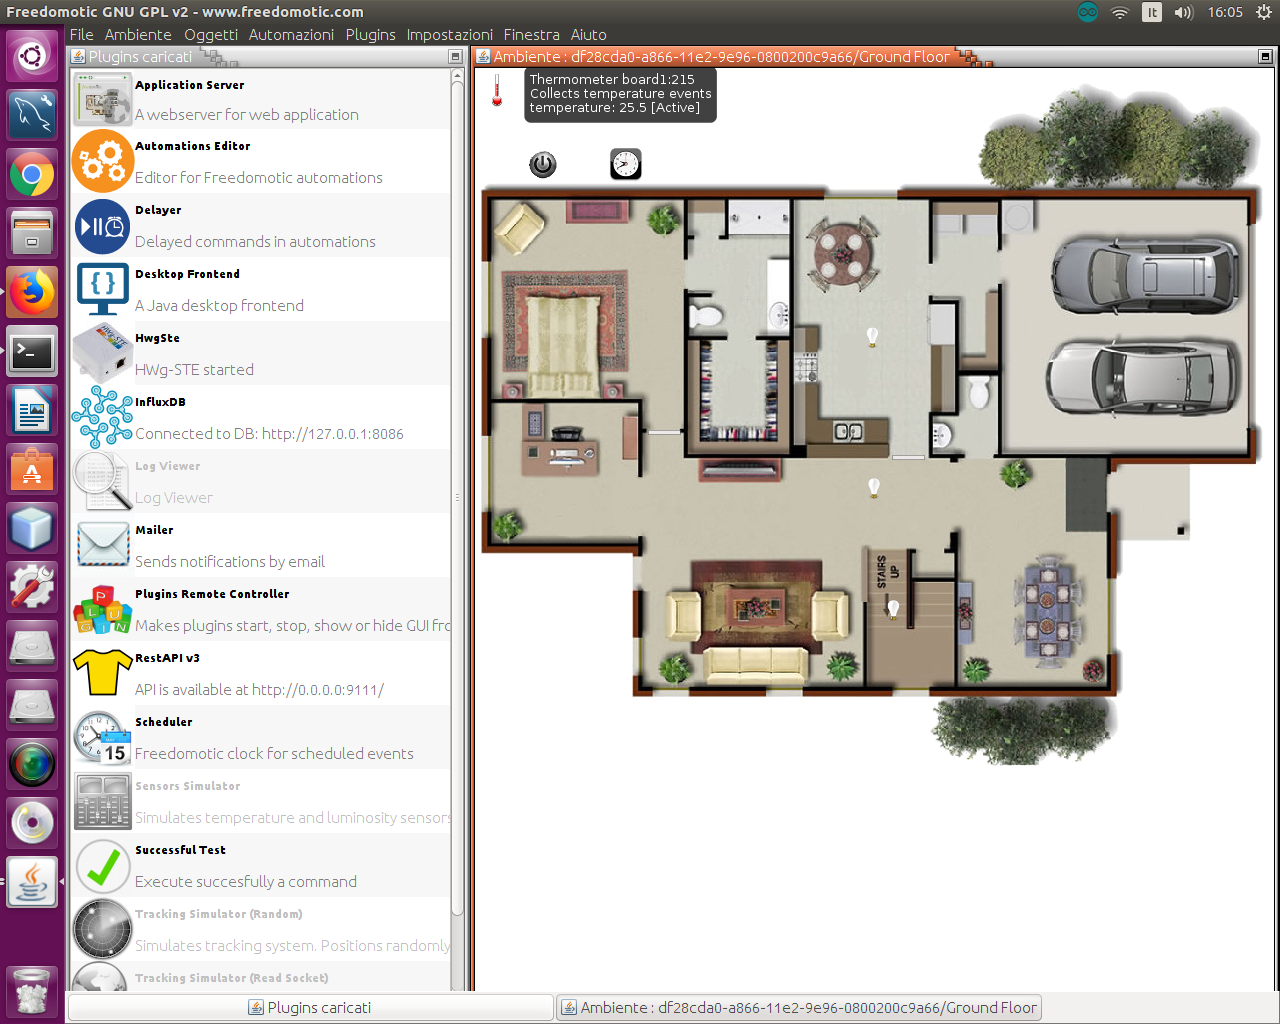 Freedomotic GNU GPL v2 - www.freedomotic.com
It
16:05
File Ambiente Oggetti Automazioni Plugins Impostazioni Finestra Aiuto
Plugins caricati
Application Server
A webserver for web application
Automations Editor
Editor for Freedomotic automations
Delayer
Delayed commands in automations
Desktop Frontend
A Java desktop frontend
HwgSte
HWg-STE started
InfluxDB
Connected to DB: http://127.0.0.1:8086
Log Viewer
Log Viewer
Mailer
Sends notifications by email
Plugins Remote Controller
Makes plugins start, stop, show or hide GUI fro
RestAPI v3
API is available at http://0.0.0.0:9111/
Scheduler
15
Freedomotic clock for scheduled events
Sensors Simulator
Simulates temperature and luminosity sensors
Successful Test
Execute succesfully a command
Tracking Simulator (Random)
Simulates tracking system. Positions randomly
Tracking Simulator (Read Socket)
Ambiente : df28cda0-a866-11e2-9e96-0800200c9a66/Ground Floor
Thermometer board1:215
Collects temperature events
temperature: 25.5 [Active]
STAIRS
UP
Plugins caricati
Ambiente : df28cda0-a866-11e2-9e96-0800200c9a66/Ground Floor